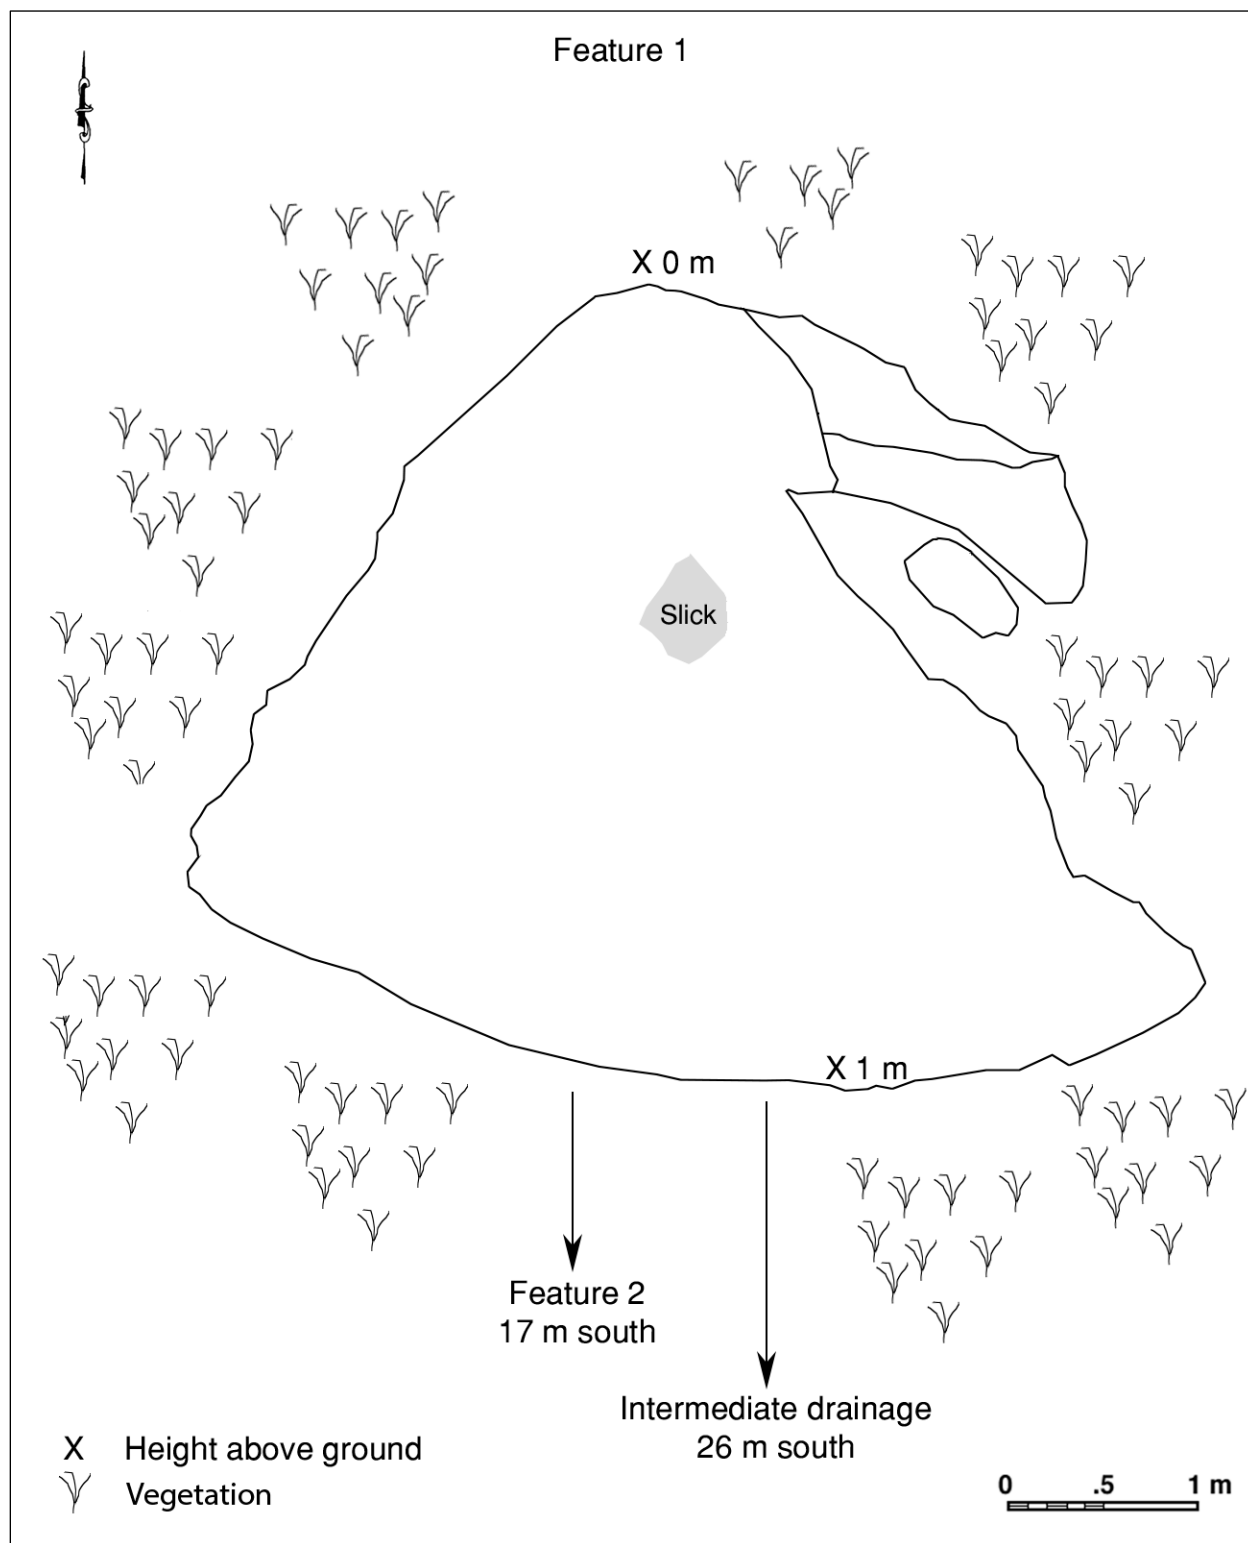 Feature 1
X 0 m
Slick
X 1 m
Feature 2
17 m south
Intermediate drainage
26 m south
X Height above ground
Vegetation
0 .5 1 m